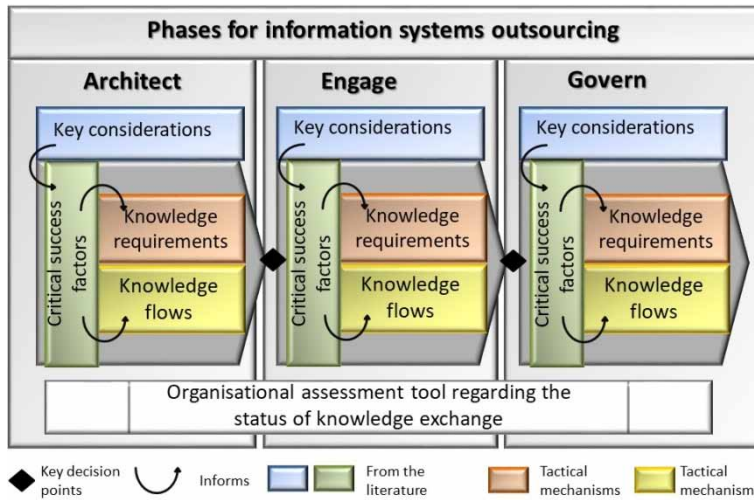 Phases for information systems outsourcing
Architect
Engage
Govern
Key considerations
Critical success
factors
Knowledge
requirements
Knowledge
flows
Key considerations
Critical success
factors
Knowledge
requirements
Knowledge
flows
Key considerations
Critical success
factors
Knowledge
requirements
Knowledge
flows
Organisational assessment tool regarding the
status of knowledge exchange
Key decision
points
Informs
From the
literature
Tactical
mechanisms
Tactical
mechanism